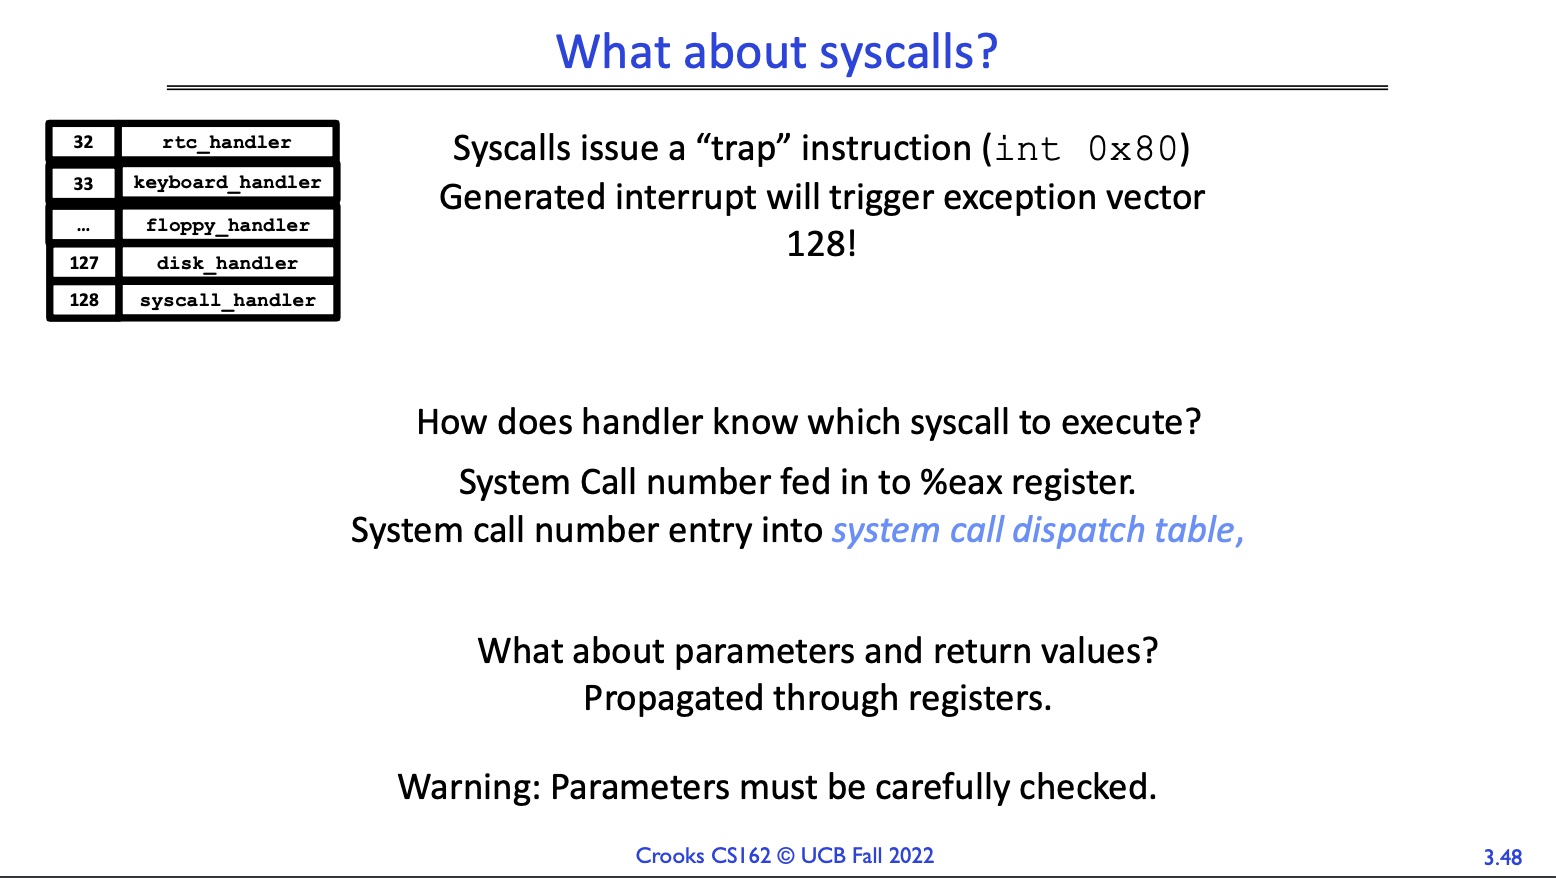 What about syscalls?
32 rtc_handler
33 keyboard_handler
… floppy_handler
127 disk_handler
128 syscall_handler
Syscalls issue a “trap” instruction (int 0x80)
Generated interrupt will trigger exception vector
128!
How does handler know which syscall to execute?
System Call number fed in to %eax register.
System call number entry into system call dispatch table,
What about parameters and return values?
Propagated through registers.
Warning: Parameters must be carefully checked.
Crooks CS162 © UCB Fall 2022
3.48